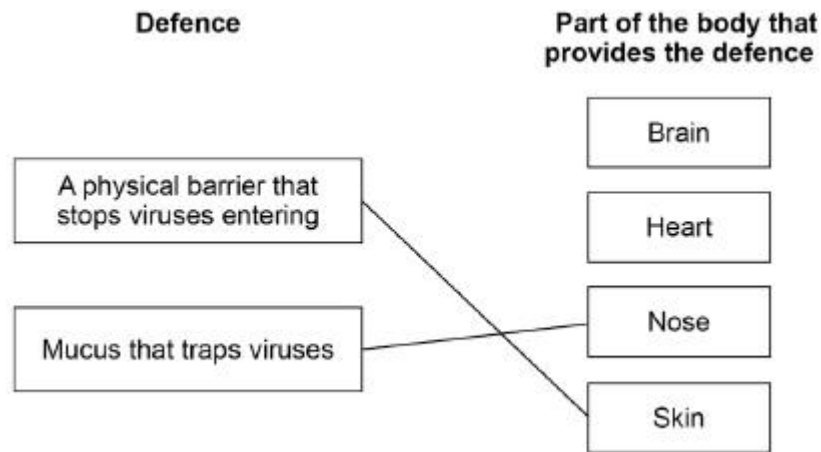 Defence
Part of the body that
provides the defence
Brain
A physical barrier that
stops viruses entering
Heart
Nose
Mucus that traps viruses
Skin